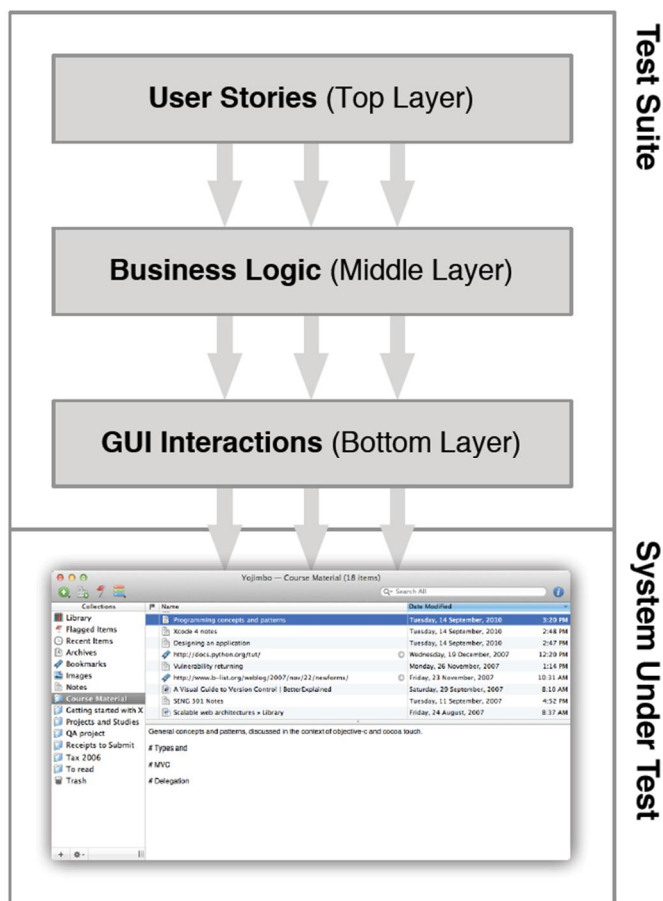 Test Suite
User Stories (Top Layer)
Business Logic (Middle Layer)
GUI Interactions (Bottom Layer)
System Under Test
Yojimbo — Course Material (18 items)
Search All
Collections
Library
Flagged Items
Recent Items
Archives
Bookmarks
Images
Notes
Course Material
Getting started with X
Projects and Studies
QA project
Receipts to Submit
Tax 2006
To read
Trash
Name Date Modified
Programming concepts and patterns Tuesday, 14 September, 2010 3:20 PM
Xcode 4 notes Tuesday, 14 September, 2010 2:48 PM
Designing an application Tuesday, 14 September, 2010 2:47 PM
http://docs.python.org/tut/ Wednesday, 19 December, 2007 12:20 PM
Vulnerability returning Monday, 26 November, 2007 1:14 PM
http://www.b-list.org/weblog/2007/nov/22/newforms/ Friday, 23 November, 2007 10:31 AM
A Visual Guide to Version Control | BetterExplained Saturday, 29 September, 2007 8:10 AM
SENG 301 Notes Tuesday, 11 September, 2007 4:52 PM
Scalable web architectures » Library Friday, 24 August, 2007 8:37 AM
General concepts and patterns, discussed in the context of objective-c and cocoa touch.
# Types and
# MVC
# Delegation